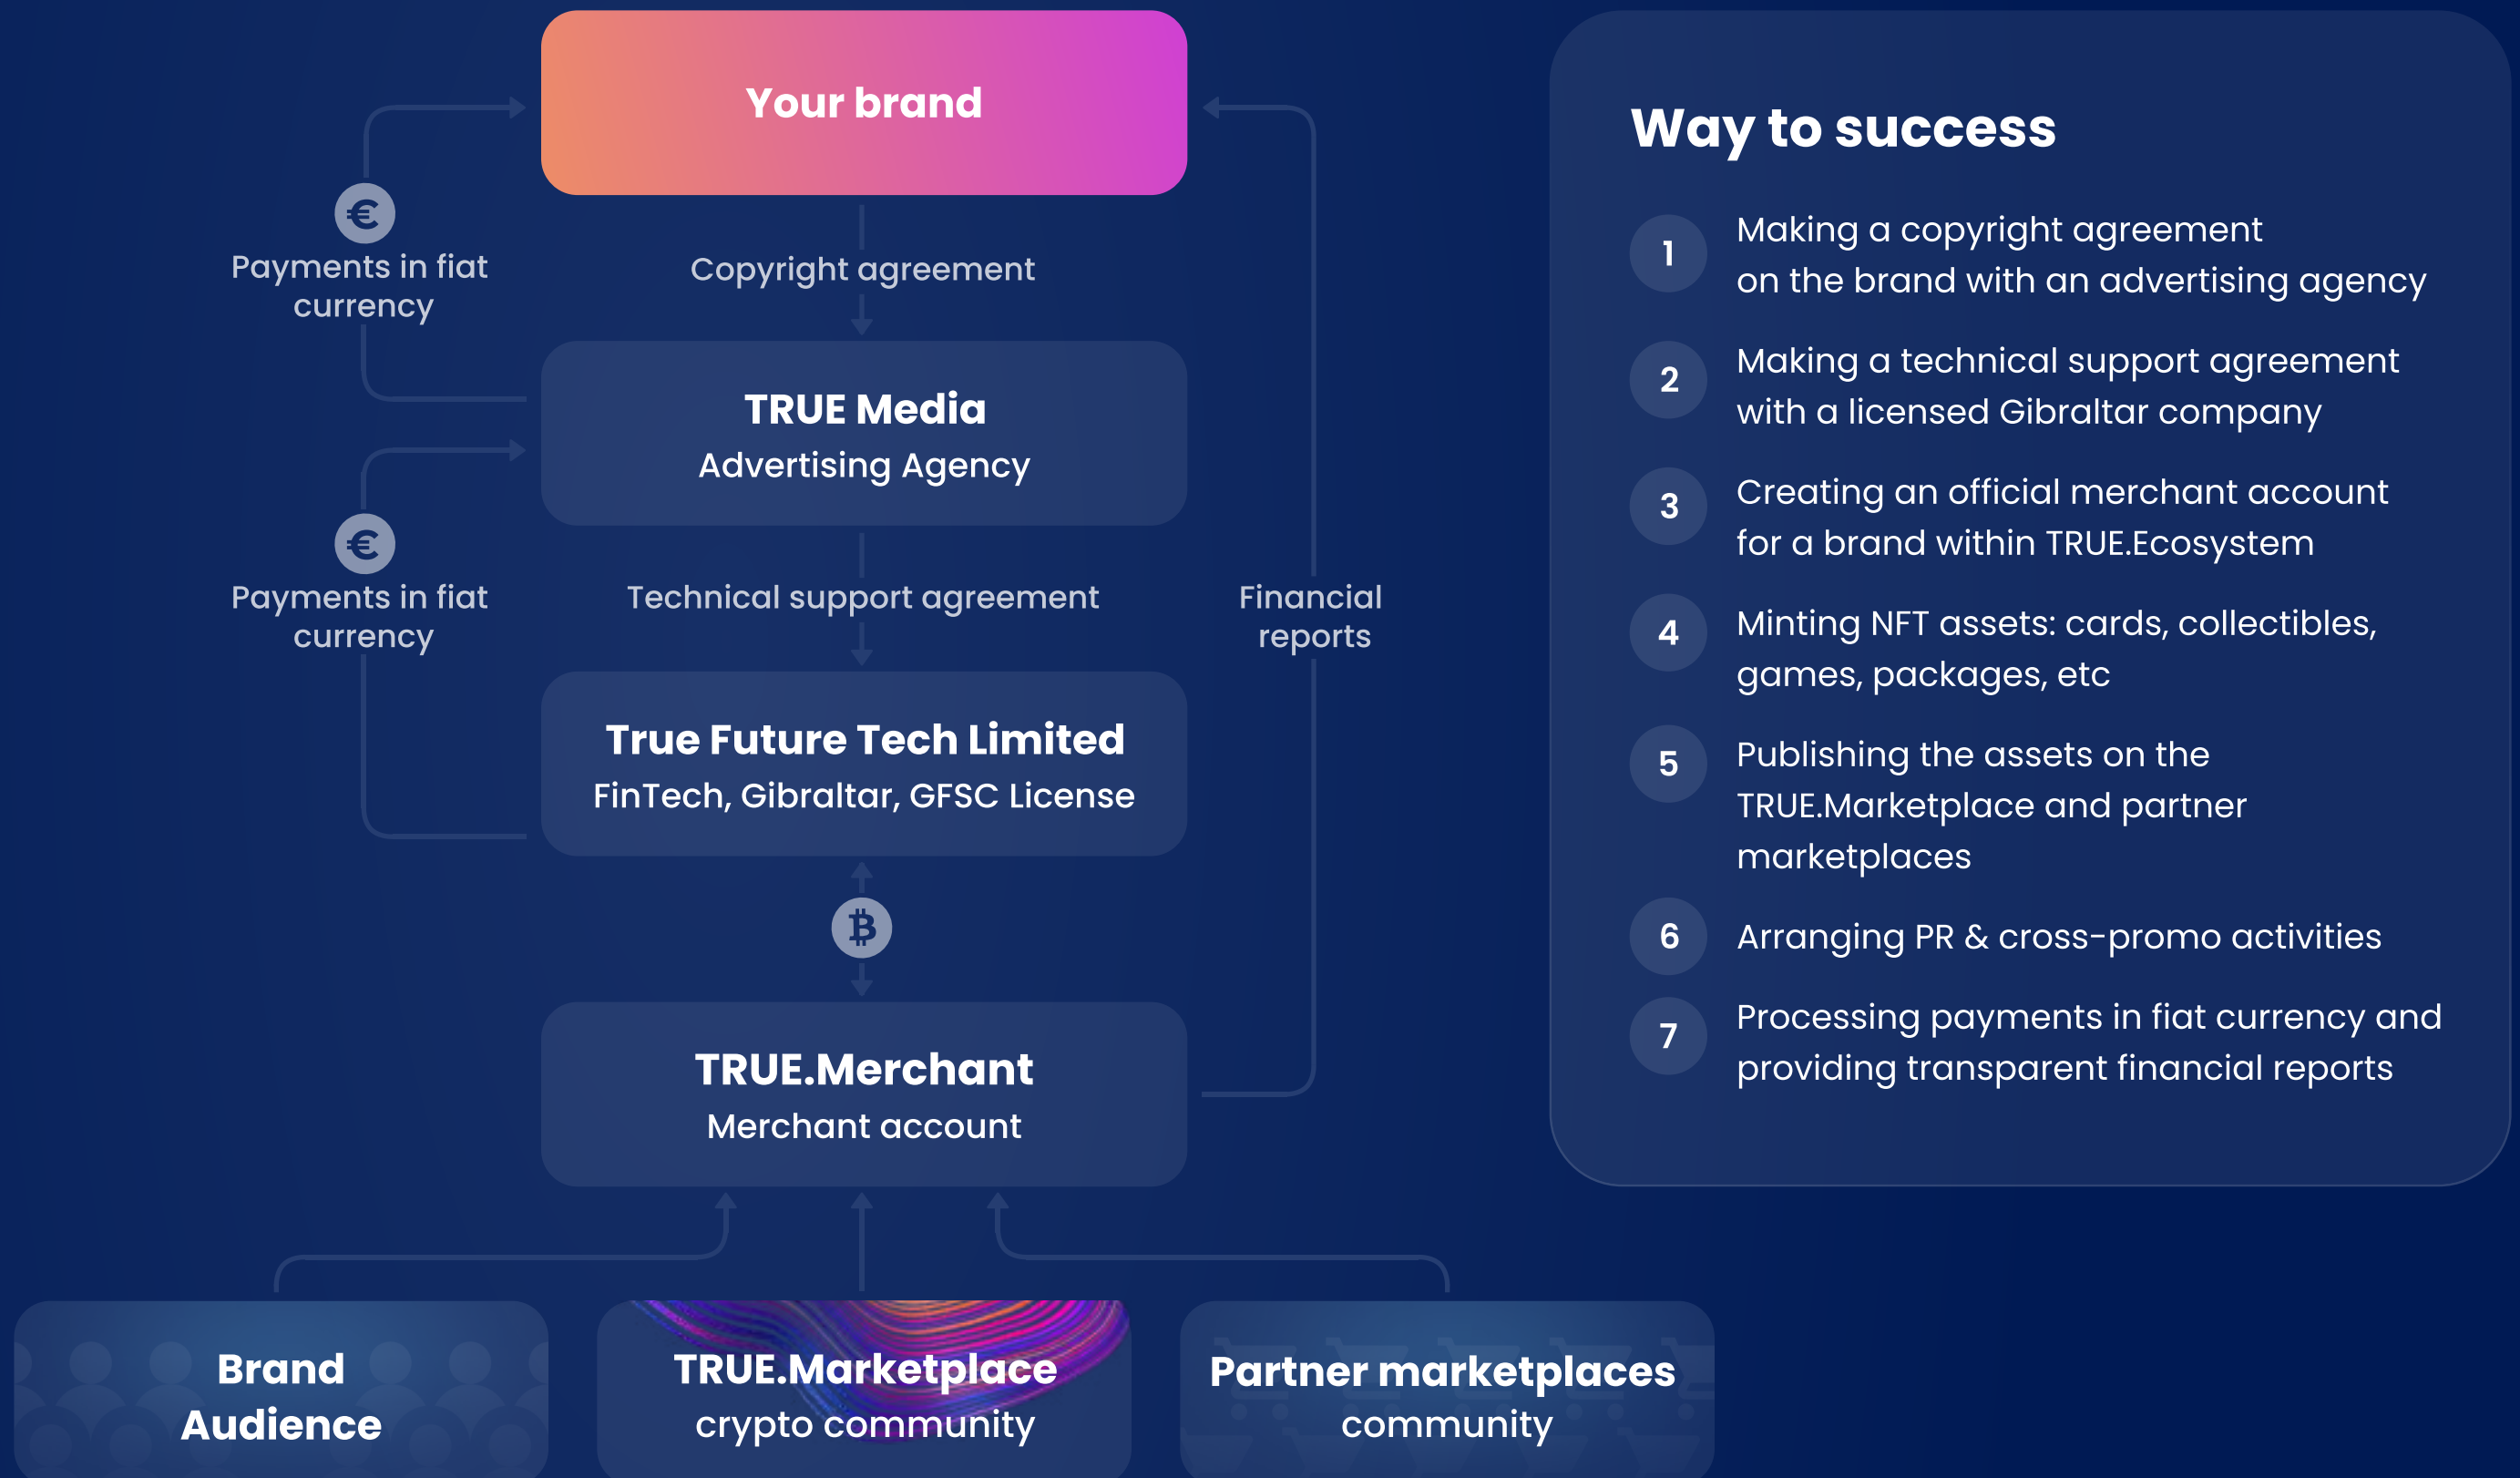 Your brand
€
Payments in fiat
currency
Copyright agreement
TRUE Media
Advertising Agency
€
Payments in fiat
currency
Technical support agreement
Financial
reports
True Future Tech Limited
FinTech, Gibraltar, GFSC License
₿
TRUE.Merchant
Merchant account
Brand
Audience
TRUE.Marketplace
crypto community
Partner marketplaces
community
Way to success
1
Making a copyright agreement
on the brand with an advertising agency
2
Making a technical support agreement
with a licensed Gibraltar company
3
Creating an official merchant account
for a brand within TRUE.Ecosystem
4
Minting NFT assets: cards, collectibles,
games, packages, etc
5
Publishing the assets on the
TRUE.Marketplace and partner
marketplaces
6
Arranging PR & cross-promo activities
7
Processing payments in fiat currency and
providing transparent financial reports